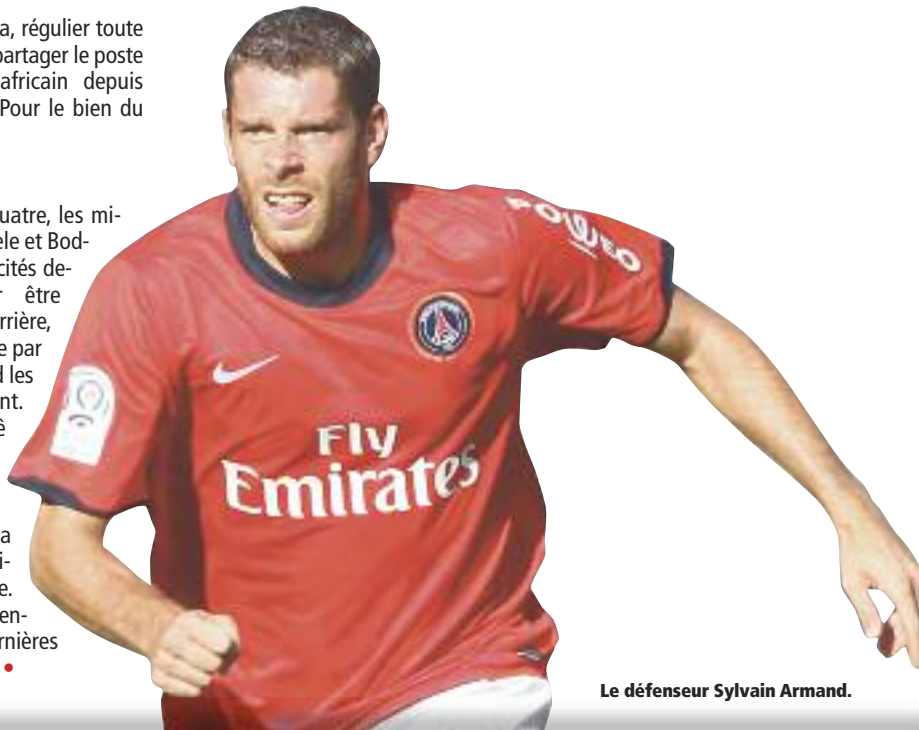 a, régulier toute
partager le poste
africain depuis
Pour le bien du
uatre, les mi-
ele et Bod-
cités de-
être
rrière,
e par
d les
nt.
ê
a
i-
e.
en-
rnières
•
POWEO
Fly
Emirates
Le défenseur Sylvain Armand.